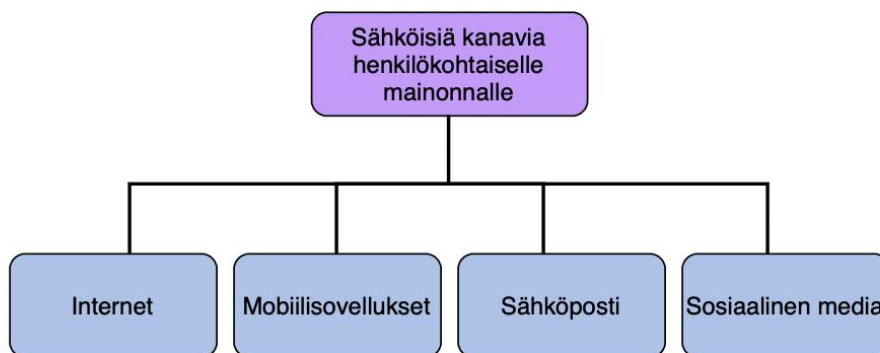 Sähköisiä kanavia
henkilökohtaiselle
mainonnalle
Internet
Mobiilisovellukset
Sähköposti
Sosiaalinen media